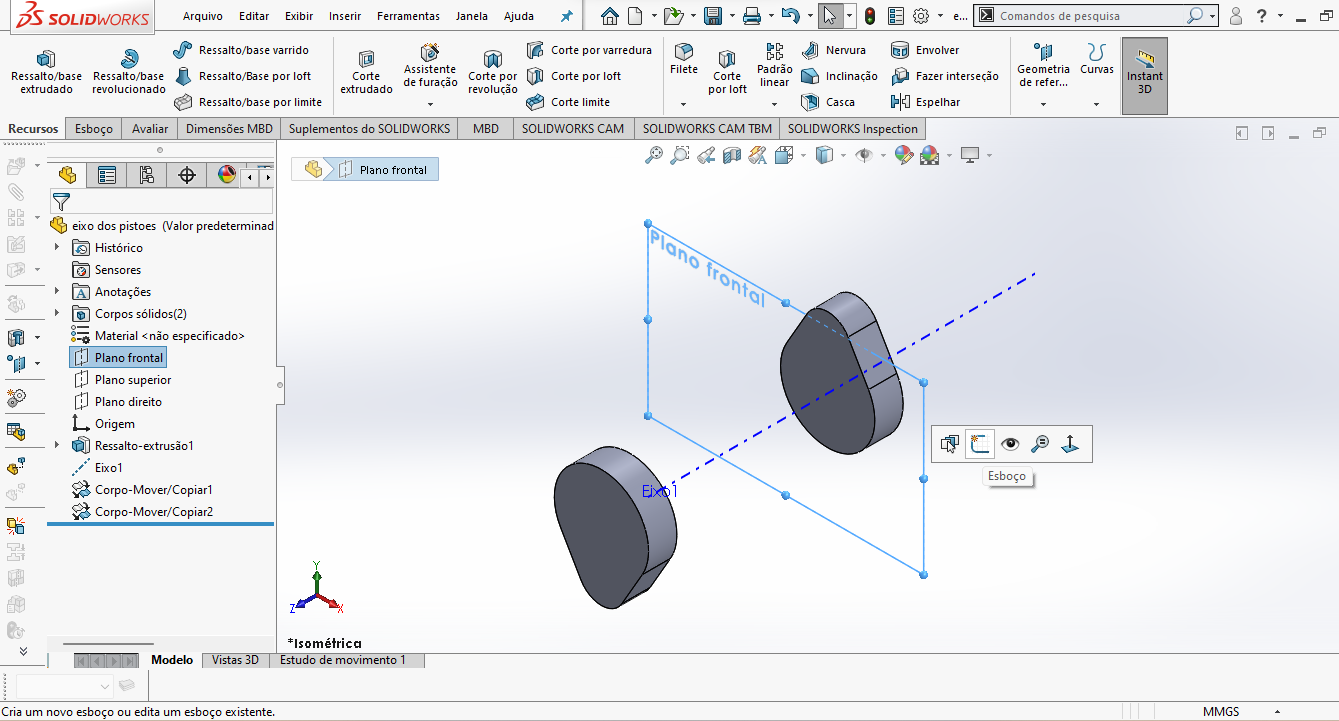 SOLIDWORKS
Arquivo Editar Exibir Inserir Ferramentas Janela Ajuda
e...
Comandos de pesquisa
?
Ressalto/base extrudado
Ressalto/base revolucionado
Ressalto/base varrido
Ressalto/Base por loft
Ressalto/base por limite
Corte extrudado
Assistente de furação
Corte por revolução
Corte por varredura
Corte por loft
Corte limite
Filete
Corte por loft
Padrão linear
Nervura
Inclinação
Casca
Envolver
Fazer interseção
Espelhar
Geometria de refer...
Curvas
Instant 3D
Recursos Esboço Avaliar Dimensões MBD Suplementos do SOLIDWORKS MBD SOLIDWORKS CAM SOLIDWORKS CAM TBM SOLIDWORKS Inspection
Plano frontal
eixo dos pistoes (Valor predeterminad
Histórico
Sensores
Anotações
Corpos sólidos(2)
Material <não especificado>
Plano frontal
Plano superior
Plano direito
Origem
Ressalto-extrusão1
Eixo1
Corpo-Mover/Copiar1
Corpo-Mover/Copiar2
Plano frontal
Eixo1
Esboço
Y
Z
X
*Isométrica
Modelo Vistas 3D Estudo de movimento 1
Cria um novo esboço ou edita um esboço existente.
MMGS